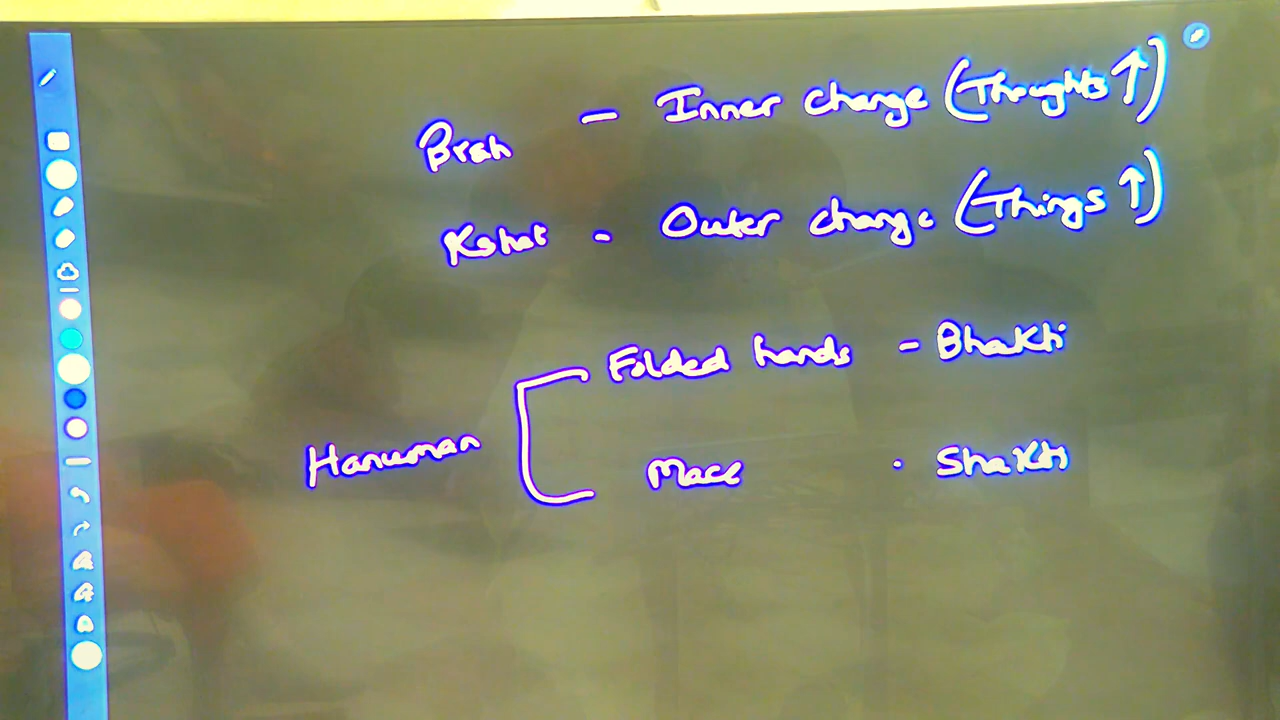 Brah - Inner change (Thoughts ↑)
Kshat - Outer change (Things ↑)
Folded hands - Bhakti
Hanuman
Mace - Shakti